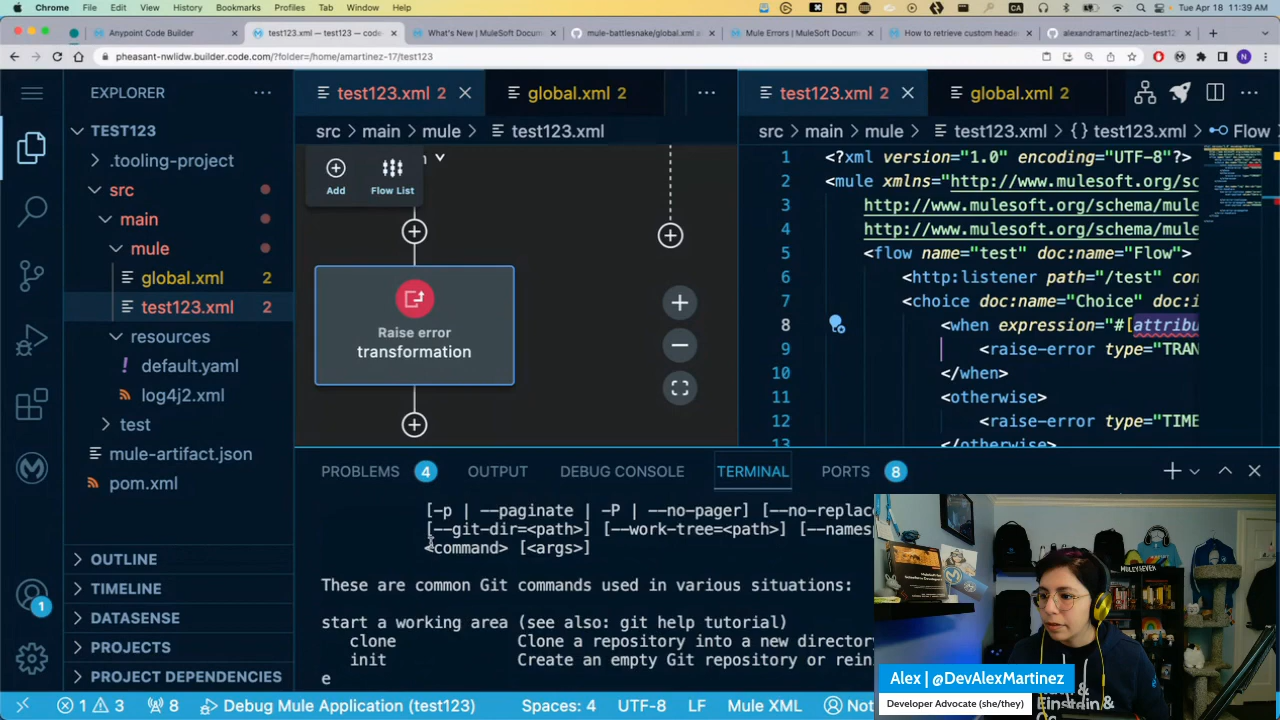 Chrome File Edit View History Bookmarks Profiles Tab Window Help Tue Apr 18 11:39 AM
Anypoint Code Builder
test123.xml — test123 — code-
What's New | MuleSoft Docum
mule-battlesnake/global.xml a
Mule Errors | MuleSoft Docum
How to retrieve custom heade
alexandramartinez/acb-test12
pheasant-nwlidw.builder.code.com/?folder=/home/amartinez-17/test123
EXPLORER
TEST123
.tooling-project
src
main
mule
global.xml 2
test123.xml 2
resources
default.yaml
log4j2.xml
test
mule-artifact.json
pom.xml
OUTLINE
TIMELINE
DATASENSE
PROJECTS
PROJECT DEPENDENCIES
test123.xml 2
global.xml 2
src > main > mule > test123.xml
Add
Flow List
Raise error
transformation
test123.xml 2
global.xml 2
src > main > mule > test123.xml > {} test123.xml > Flow
1 <?xml version="1.0" encoding="UTF-8"?>
2 <mule xmlns="http://www.mulesoft.org/sc
3 http://www.mulesoft.org/schema/mule
4 http://www.mulesoft.org/schema/mule
5 <flow name="test" doc:name="Flow">
6 <http:listener path="/test" con
7 <choice doc:name="Choice" doc:i
8 <when expression="#[attribu
9 <raise-error type="TRAN
10 </when>
11 <otherwise>
12 <raise-error type="TIME
13 </otherwise>
PROBLEMS 4 OUTPUT DEBUG CONSOLE TERMINAL PORTS 8
[-p | --paginate | -P | --no-pager] [--no-replac
[--git-dir=<path>] [--work-tree=<path>] [--names
<command> [<args>]
These are common Git commands used in various situations:
start a working area (see also: git help tutorial)
clone Clone a repository into a new directory
init Create an empty Git repository or rein
e
1 3 8 Debug Mule Application (test123) Spaces: 4 UTF-8 LF Mule XML Not
1
MULEY4EVER
Alex | @DevAlexMartinez
Developer Advocate (she/they)
Einstein &